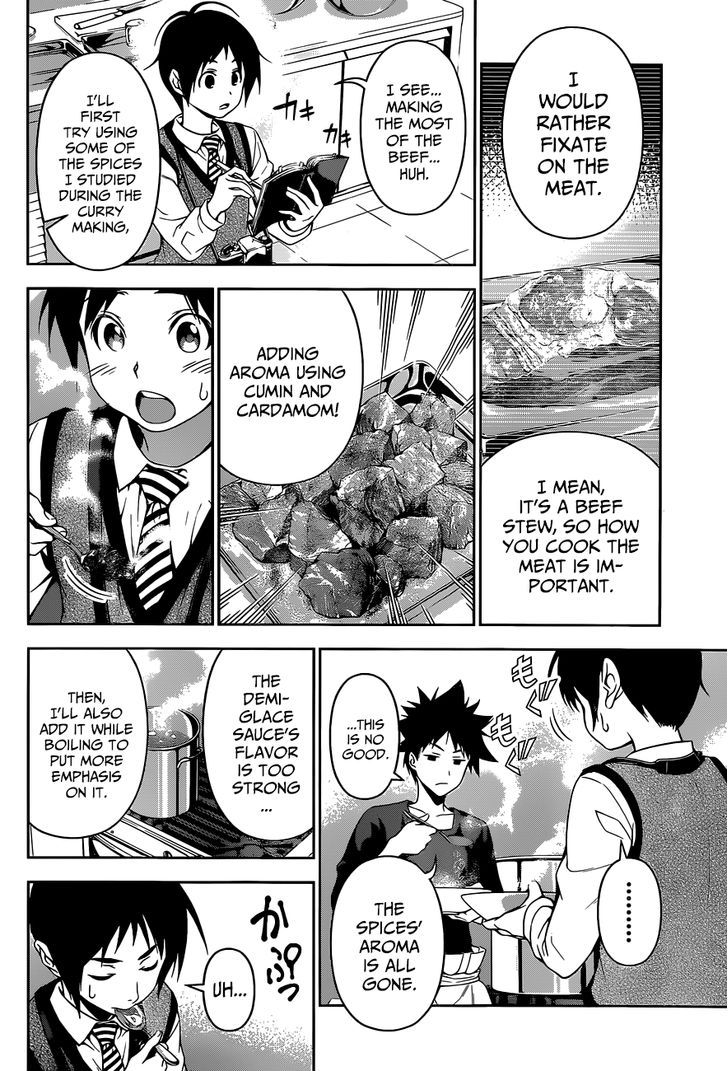 I
WOULD
RATHER
FIXATE
ON THE
MEAT.
I MEAN,
IT'S A BEEF
STEW, SO HOW
YOU COOK THE
MEAT IS IM-
PORTANT.
I SEE...
MAKING
THE MOST
OF THE
BEEF...
HUH.
カキ
カキ
I'LL
FIRST
TRY USING
SOME OF
THE SPICES
I STUDIED
DURING THE
CURRY
MAKING,
ADDING
AROMA USING
CUMIN AND
CARDAMOM!
もぐ
もぐ
...THIS
IS NO
GOOD.
THE
SPICES'
AROMA
IS ALL
GONE.
........
THE
DEMI-
GLACE
SAUCE'S
FLAVOR
IS TOO
STRONG
...
THEN,
I'LL ALSO
ADD IT WHILE
BOILING TO
PUT MORE
EMPHASIS
ON IT.
かぷっ
UH...